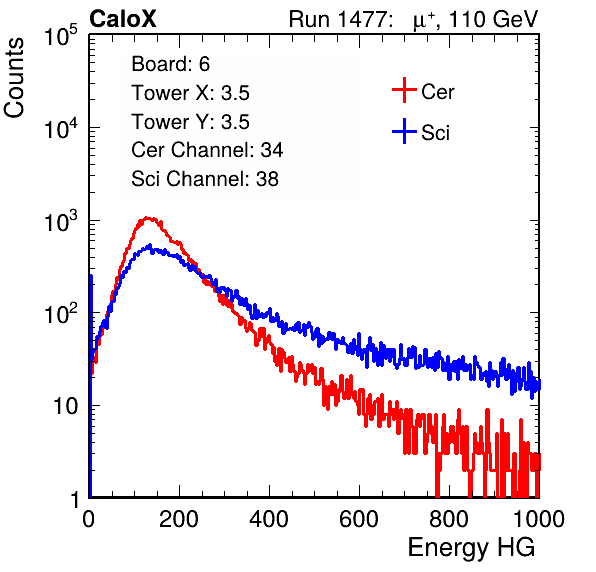 CaloX Run 1477: μ⁺, 110 GeV
Counts
10⁵
10⁴
10³
10²
10
1
Board: 6
Tower X: 3.5
Tower Y: 3.5
Cer Channel: 34
Sci Channel: 38
Cer
Sci
0 200 400 600 800 1000
Energy HG